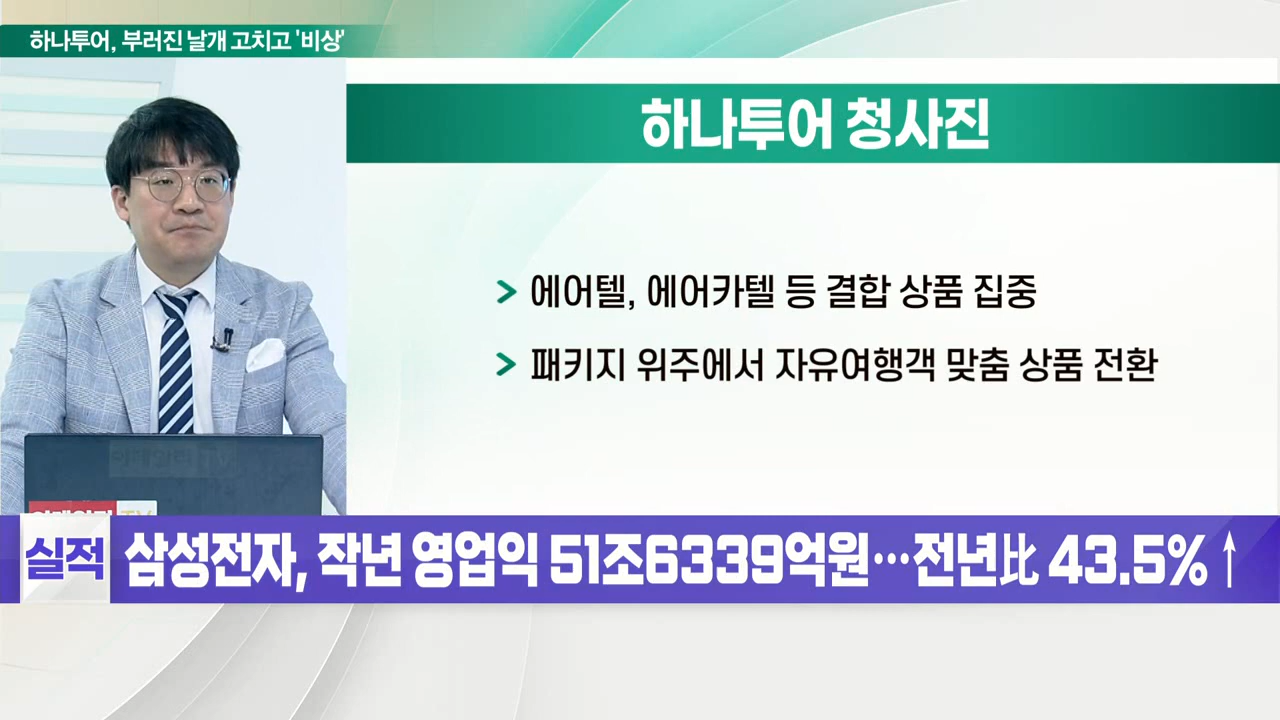 하나투어, 부러진 날개 고치고 '비상'
하나투어 청사진
> 에어텔, 에어카텔 등 결합 상품 집중
> 패키지 위주에서 자유여행객 맞춤 상품 전환
실적 삼성전자, 작년 영업익 51조6339억원…전년比 43.5%↑